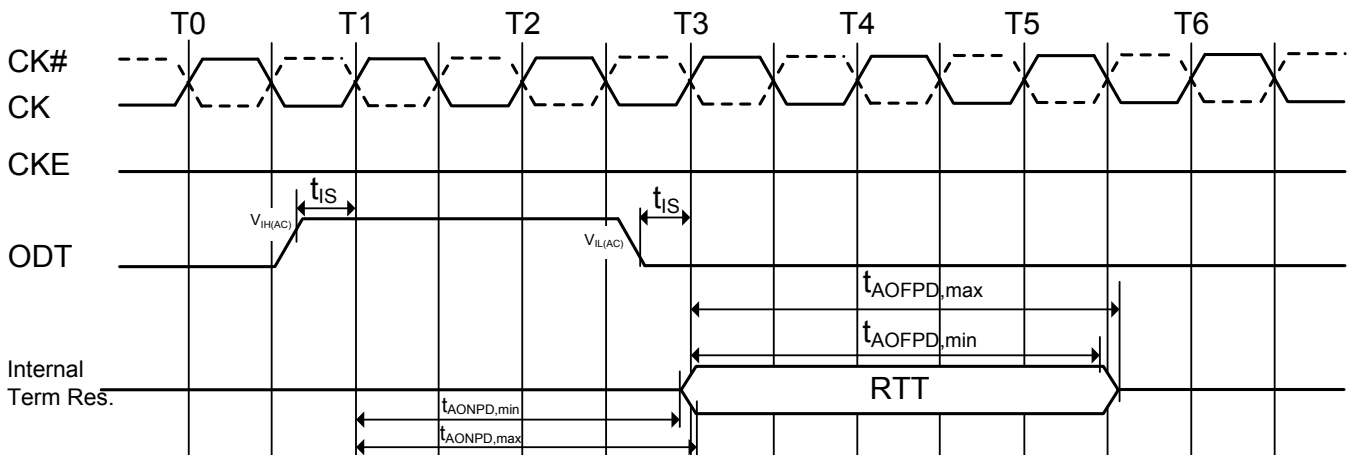 T0 T1 T2 T3 T4 T5 T6
CK#
CK
CKE
tIS
tIS
VIH(AC)
VIL(AC)
ODT
tAOFPD,max
tAOFPD,min
Internal
Term Res.
RTT
tAONPD,min
tAONPD,max